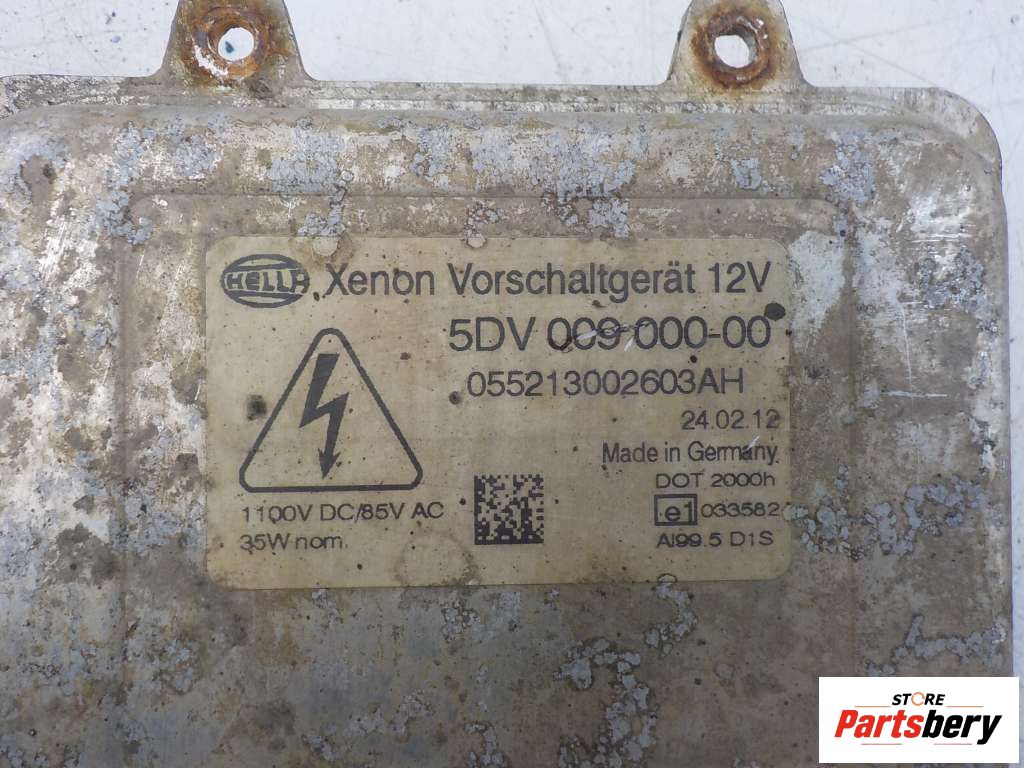 HELLA Xenon Vorschaltgerät 12V
5DV 009 000-00
055213002603AH
24.02.12
Made in Germany
DOT 2000h
e1 033582
1100V DC/85V AC
35W nom.
Al99.5 D1S
STORE
Partsbery